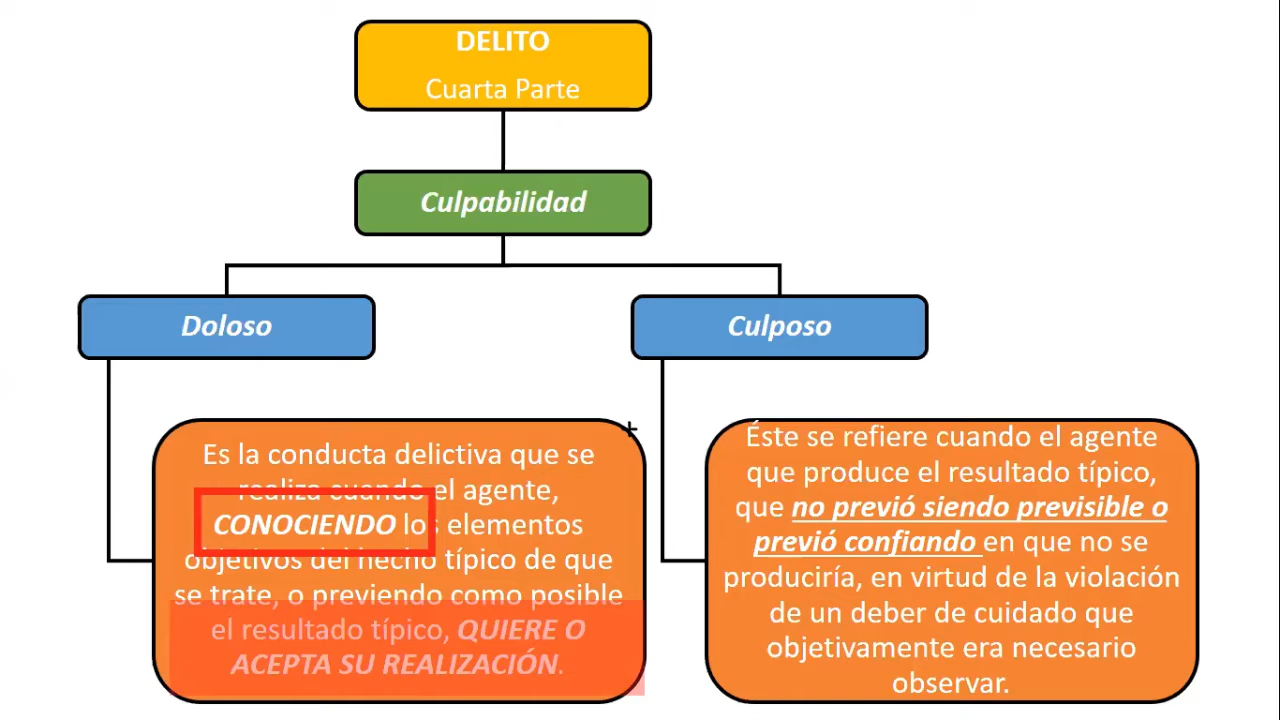 DELITO
Cuarta Parte
Culpabilidad
Doloso
Culposo
Es la conducta delictiva que se
realiza cuando el agente,
CONOCIENDO los elementos
objetivos del hecho típico de que
se trate, o previendo como posible
el resultado típico, QUIERE O
ACEPTA SU REALIZACIÓN.
Éste se refiere cuando el agente
que produce el resultado típico,
que no previó siendo previsible o
previó confiando en que no se
produciría, en virtud de la violación
de un deber de cuidado que
objetivamente era necesario
observar.